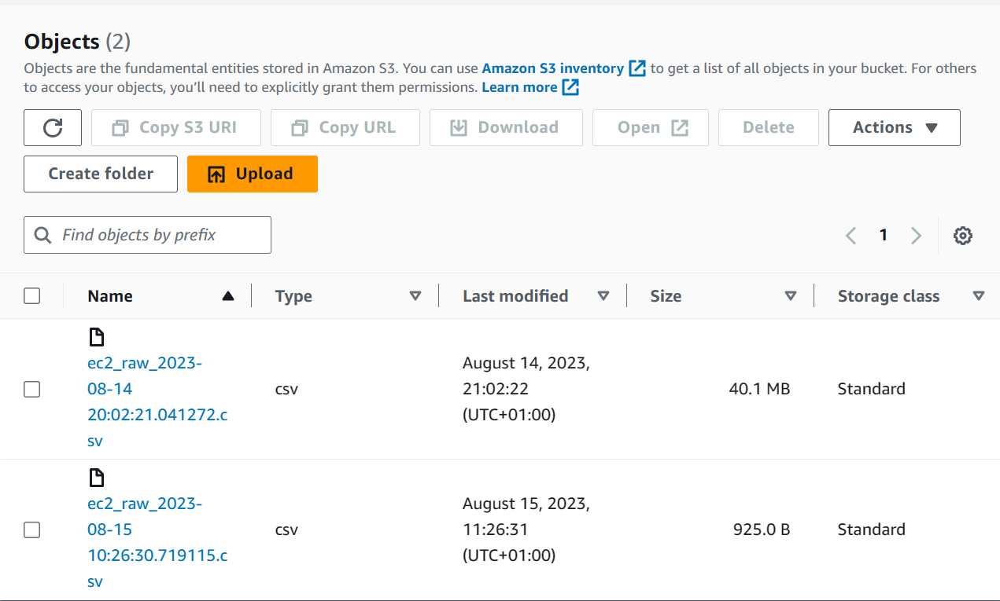 Objects (2)
Objects are the fundamental entities stored in Amazon S3. You can use Amazon S3 inventory to get a list of all objects in your bucket. For others
to access your objects, you’ll need to explicitly grant them permissions. Learn more
Copy S3 URI Copy URL Download Open Delete Actions
Create folder Upload
Find objects by prefix 1
Name Type Last modified Size Storage class
ec2_raw_2023-
08-14
20:02:21.041272.c
sv
csv
August 14, 2023,
21:02:22
(UTC+01:00)
40.1 MB
Standard
ec2_raw_2023-
08-15
10:26:30.719115.c
sv
csv
August 15, 2023,
11:26:31
(UTC+01:00)
925.0 B
Standard